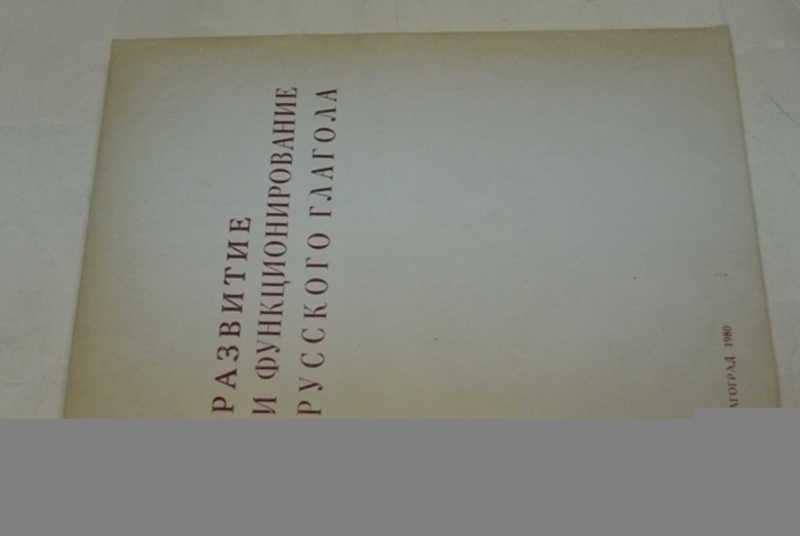 РАЗВИТИЕ
И ФУНКЦИОНИРОВАНИЕ
РУССКОГО ГЛАГОЛА
1980